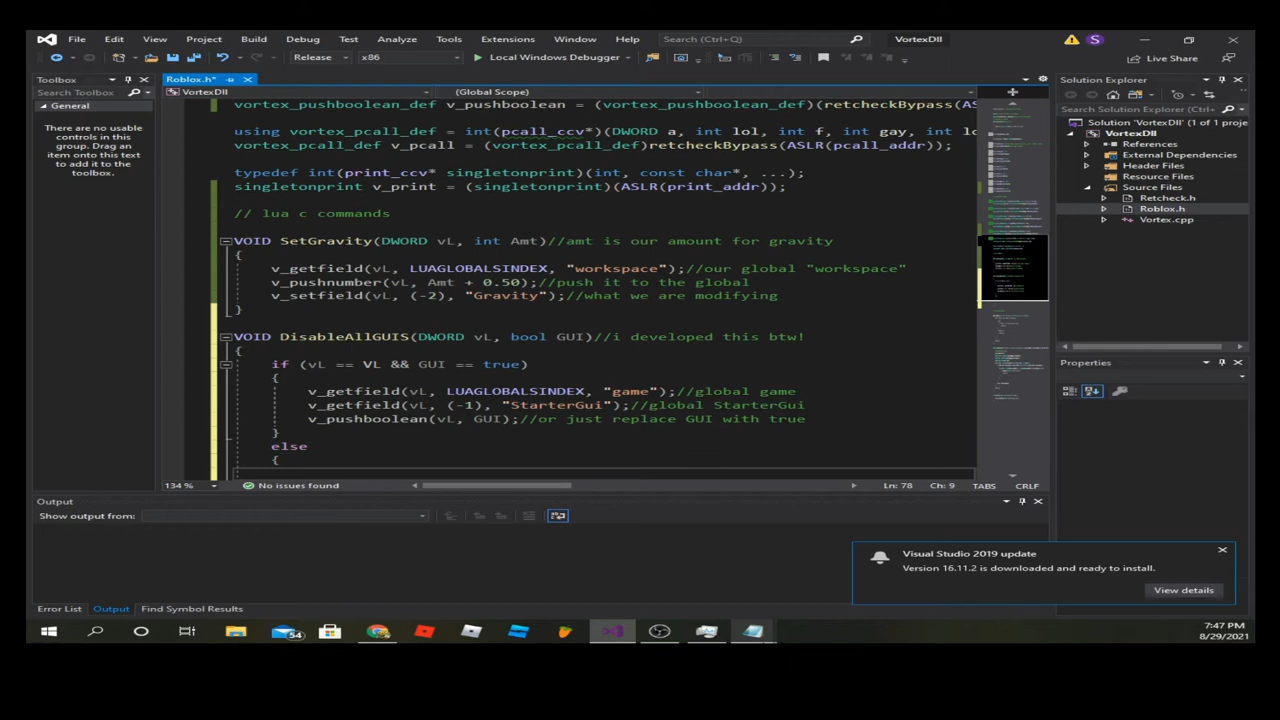 File Edit View Project Build Debug Test Analyze Tools Extensions Window Help Search (Ctrl+Q) VortexDll S
Release x86 Local Windows Debugger Live Share
Toolbox
Search Toolbox
General
There are no usable
controls in this
group. Drag an
item onto this text
to add it to the
toolbox.
Roblox.h*
VortexDll (Global Scope)
vortex_pushboolean_def v_pushboolean = (vortex_pushboolean_def)(retcheckBypass(AS
using vortex_pcall_def = int(pcall_ccv*)(DWORD a, int lol, int f, int gay, int lo
vortex_pcall_def v_pcall = (vortex_pcall_def)retcheckBypass(ASLR(pcall_addr));
typedef int(print_ccv* singletonprint)(int, const char*, ...);
singletonprint v_print = (singletonprint)(ASLR(print_addr));
// lua c commands
VOID SetGravity(DWORD vL, int Amt)//amt is our amount for gravity
{
v_getfield(vL, LUAGLOBALSINDEX, "workspace");//our global "workspace"
v_pushnumber(vL, Amt + 0.50);//push it to the global
v_setfield(vL, (-2), "Gravity");//what we are modifying
}
VOID DisableAllGUIS(DWORD vL, bool GUI)//i developed this btw!
{
if (vL == VL && GUI == true)
{
v_getfield(vL, LUAGLOBALSINDEX, "game");//global game
v_getfield(vL, (-1), "StarterGui");//global StarterGui
v_pushboolean(vL, GUI);//or just replace GUI with true
}
else
{
134 % No issues found Ln: 78 Ch: 9 TABS CRLF
Solution Explorer
Search Solution Explorer (Ctrl+
Solution 'VortexDll' (1 of 1 proje
VortexDll
References
External Dependencies
Header Files
Resource Files
Source Files
Retcheck.h
Roblox.h
Vortex.cpp
Properties
Output
Show output from:
Visual Studio 2019 update
Version 16.11.2 is downloaded and ready to install.
View details
Error List Output Find Symbol Results
54
7:47 PM
8/29/2021